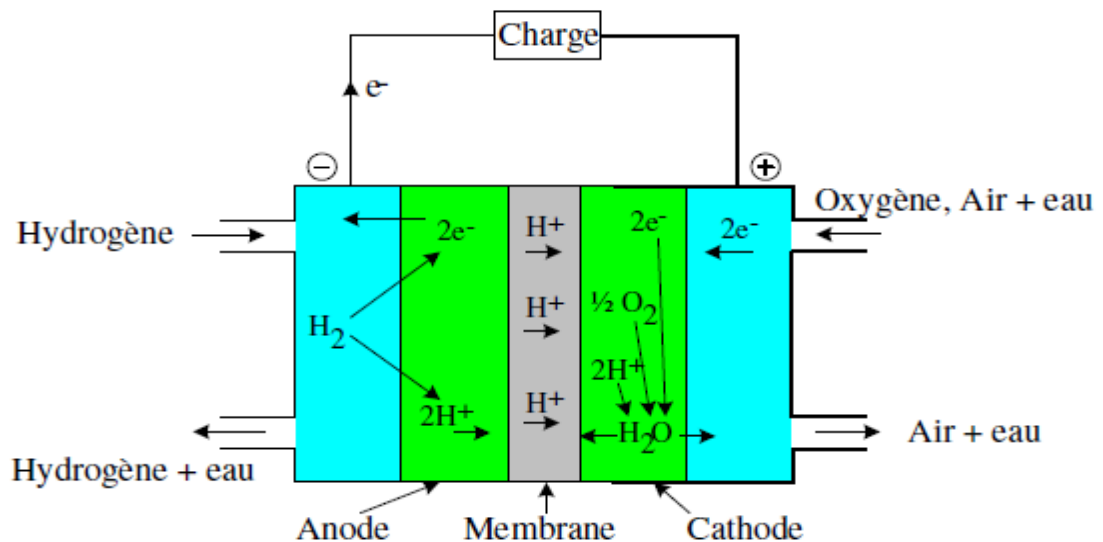 Charge
e-
− +
Hydrogène
Oxygène, Air + eau
2e- H+ 2e- 2e-
H2 H+ ½ O2
2H+
2H+ H+ H2O
Hydrogène + eau
Air + eau
Anode Membrane Cathode